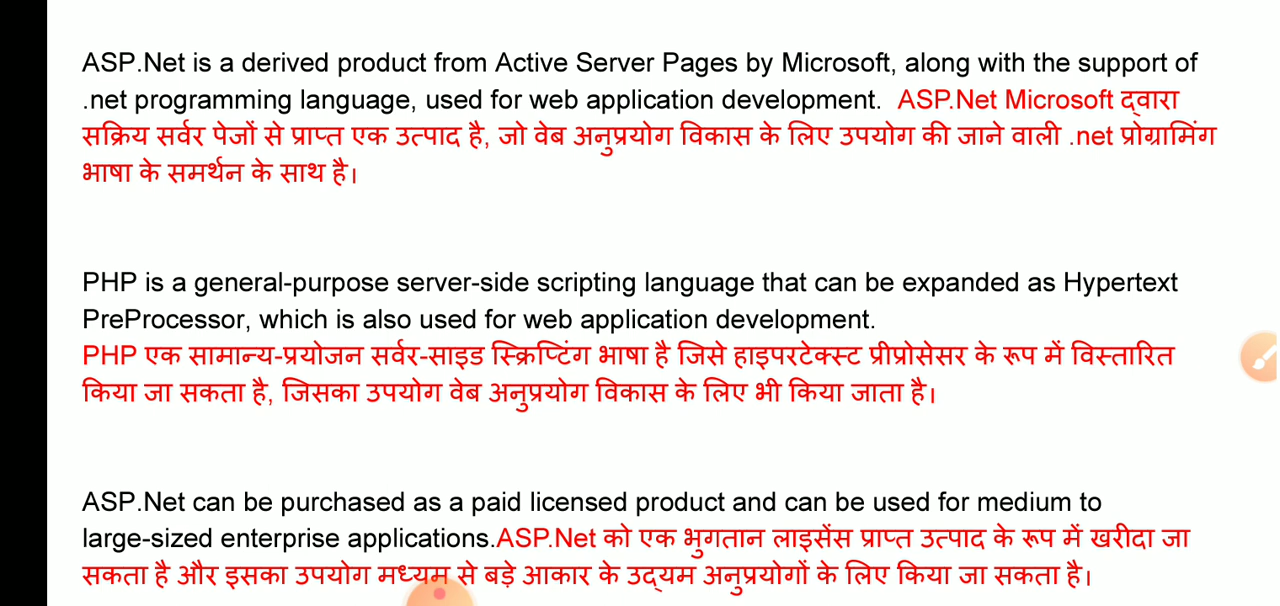 ASP.Net is a derived product from Active Server Pages by Microsoft, along with the support of
.net programming language, used for web application development. ASP.Net Microsoft द्वारा
सक्रिय सर्वर पेजों से प्राप्त एक उत्पाद है, जो वेब अनुप्रयोग विकास के लिए उपयोग की जाने वाली .net प्रोग्रामिंग
भाषा के समर्थन के साथ है।
PHP is a general-purpose server-side scripting language that can be expanded as Hypertext
PreProcessor, which is also used for web application development.
PHP एक सामान्य-प्रयोजन सर्वर-साइड स्क्रिप्टिंग भाषा है जिसे हाइपरटेक्स्ट प्रीप्रोसेसर के रूप में विस्तारित
किया जा सकता है, जिसका उपयोग वेब अनुप्रयोग विकास के लिए भी किया जाता है।
ASP.Net can be purchased as a paid licensed product and can be used for medium to
large-sized enterprise applications.ASP.Net को एक भुगतान लाइसेंस प्राप्त उत्पाद के रूप में खरीदा जा
सकता है और इसका उपयोग मध्यम से बड़े आकार के उद्यम अनुप्रयोगों के लिए किया जा सकता है।